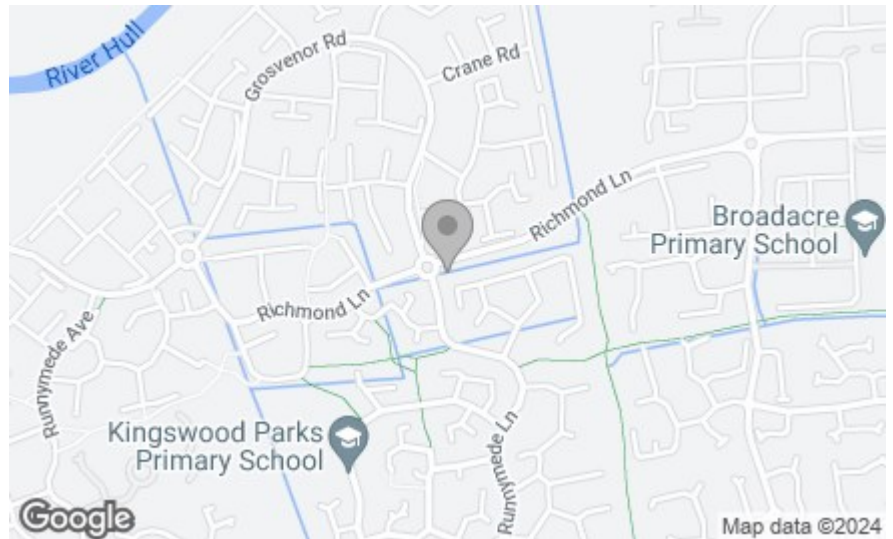 River Hull
Grosvenor Rd
Crane Rd
Richmond Ln
Broadacre
Primary School
Richmond Ln
Runnymede Ave
Kingswood Parks
Primary School
Runnymede Ln
Google
Map data ©2024